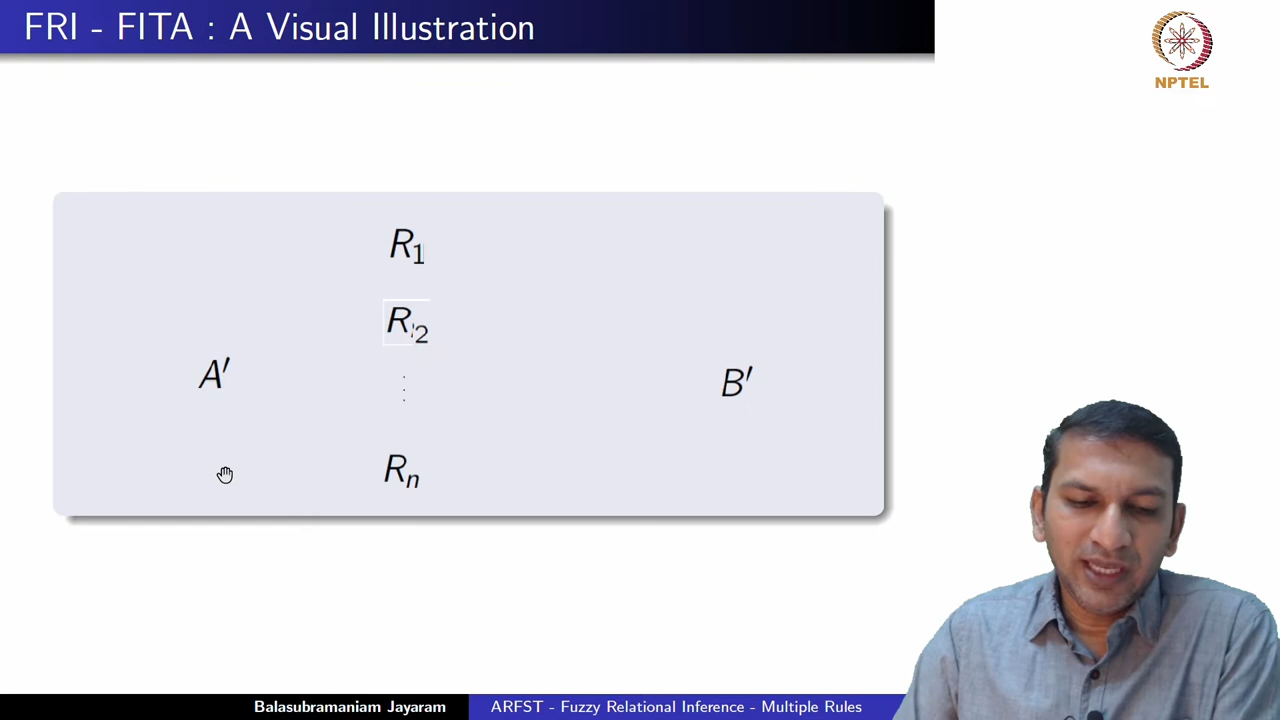 FRI - FITA : A Visual Illustration
NPTEL
R1
R2
A′
⋮
B′
Rn
Balasubramaniam Jayaram
ARFST - Fuzzy Relational Inference - Multiple Rules